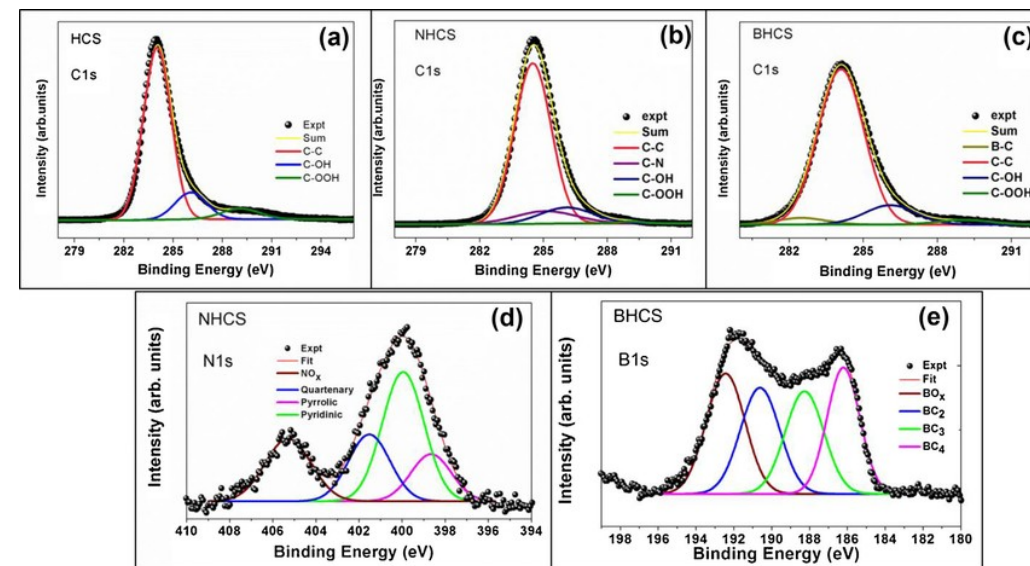 HCS
(a)
C1s
Expt
Sum
C-C
C-OH
C-OOH
Intensity (arb.units)
279 282 285 288 291 294
Binding Energy (eV)
NHCS
(b)
C1s
expt
Sum
C-C
C-N
C-OH
C-OOH
Intensity (arb.units)
279 282 285 288 291
Binding Energy (eV)
BHCS
(c)
C1s
expt
Sum
B-C
C-C
C-OH
C-OOH
Intensity (arb.units)
282 285 288 291
Binding Energy (eV)
NHCS
(d)
N1s
Expt
Fit
NOx
Quartenary
Pyrrolic
Pyridinic
Intensity (arb. units)
410 408 406 404 402 400 398 396 394
Binding Energy (eV)
BHCS
(e)
B1s
Expt
Fit
BOx
BC2
BC3
BC4
Intensity (arb. units)
198 196 194 192 190 188 186 184 182 180
Binding Energy (eV)